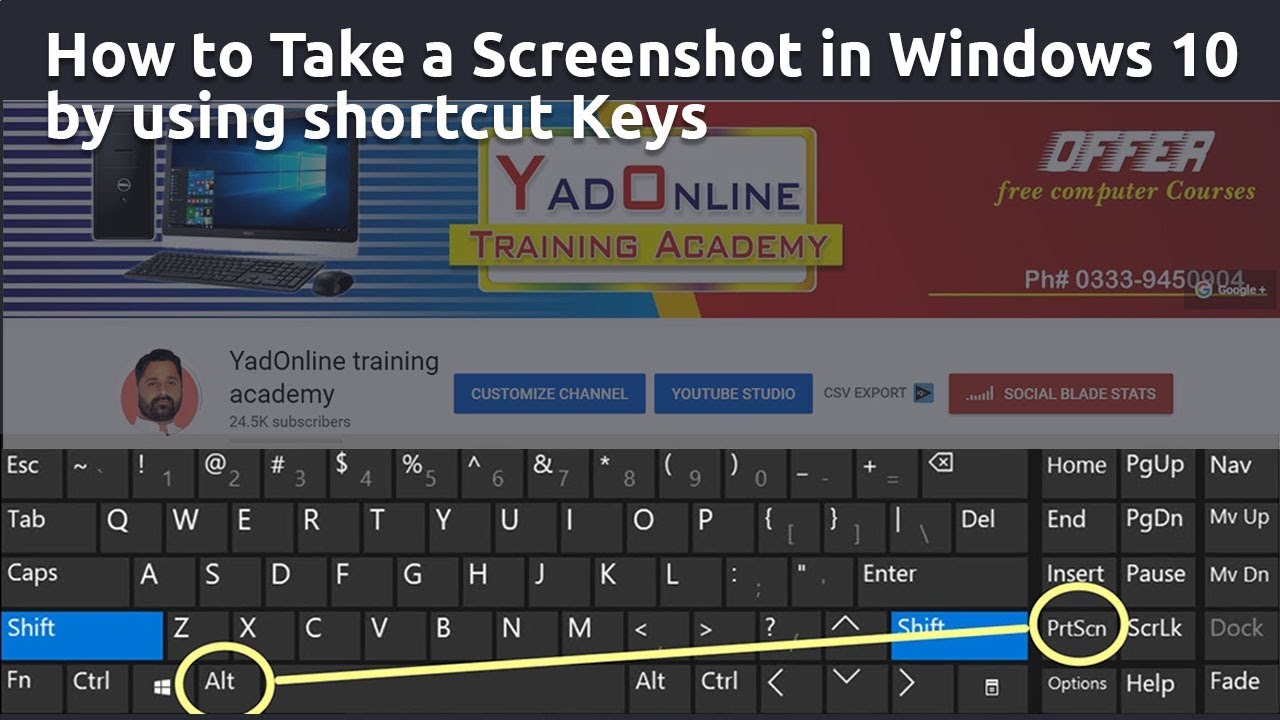 How to Take a Screenshot in Windows 10
by using shortcut Keys
YADONLINE
TRAINING ACADEMY
OFFER
free computer Courses
Ph# 0333-9450904
Google +
DELL
YadOnline training
academy
24.5K subscribers
CUSTOMIZE CHANNEL
YOUTUBE STUDIO
CSV EXPORT
SOCIAL BLADE STATS
Esc ~ ` ! 1 @ 2 # 3 $ 4 % 5 ^ 6 & 7 * 8 ( 9 ) 0 _ - + = Home PgUp Nav
Tab Q W E R T Y U I O P { [ } ] | \ Del End PgDn Mv Up
Caps A S D F G H J K L : ; " ' Enter Insert Pause Mv Dn
Shift Z X C V B N M < , > . ? / Shift PrtScn ScrLk Dock
Fn Ctrl Alt Alt Ctrl Options Help Fade